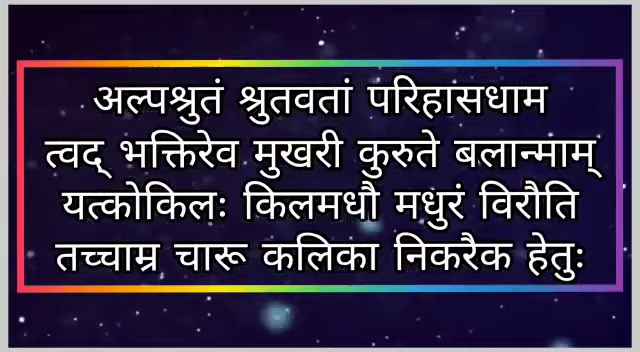 अल्पश्रुतं श्रुतवतां परिहासधाम
त्वद् भक्तिरेव मुखरी कुरुते बलान्माम्
यत्कोकिलः किलमधौ मधुरं विरौति
तच्चाम्र चारू कलिका निकरैक हेतुः